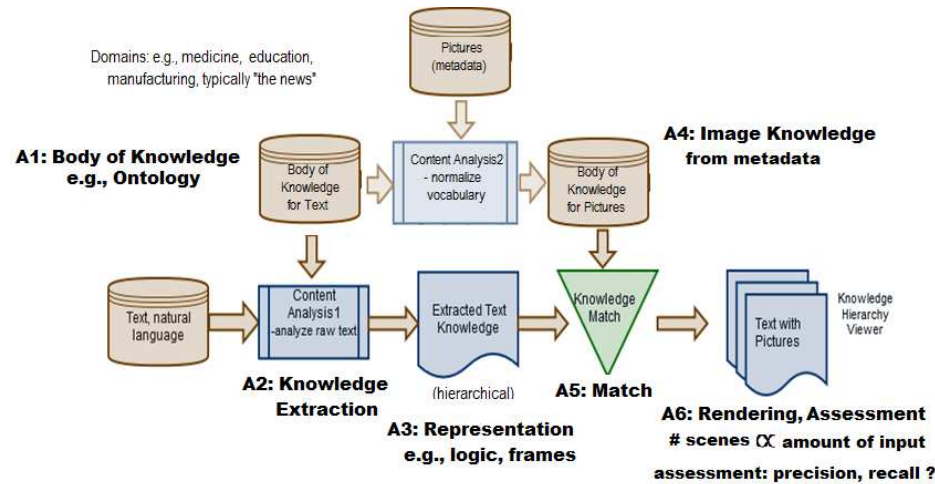 Domains: e.g., medicine, education,
manufacturing, typically "the news"
Pictures
(metadata)
A1: Body of Knowledge
e.g., Ontology
Body of
Knowledge
for Text
Content Analysis2
- normalize
vocabulary
Body of
Knowledge
for Pictures
A4: Image Knowledge
from metadata
Text, natural
language
Content
Analysis1
-analyze raw text
Extracted Text
Knowledge
Knowledge
Match
Text with
Pictures
Knowledge
Hierarchy
Viewer
A2: Knowledge
Extraction
(hierarchical)
A3: Representation
e.g., logic, frames
A5: Match
A6: Rendering, Assessment
# scenes ∝ amount of input
assessment: precision, recall ?